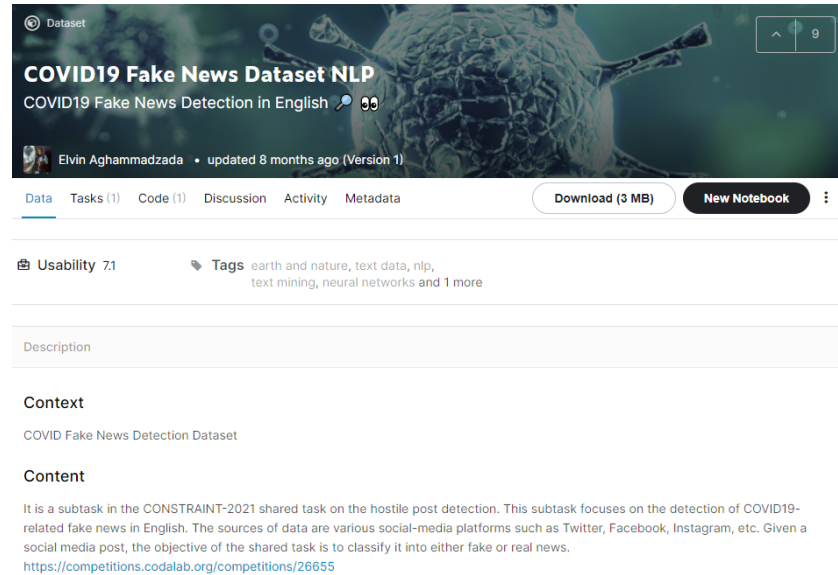 Dataset
9
COVID19 Fake News Dataset NLP
COVID19 Fake News Detection in English 🔎 👀
Elvin Aghammadzada • updated 8 months ago (Version 1)
Data Tasks (1) Code (1) Discussion Activity Metadata Download (3 MB) New Notebook
Usability 7.1 Tags earth and nature, text data, nlp,
text mining, neural networks and 1 more
Description
Context
COVID Fake News Detection Dataset
Content
It is a subtask in the CONSTRAINT-2021 shared task on the hostile post detection. This subtask focuses on the detection of COVID19-
related fake news in English. The sources of data are various social-media platforms such as Twitter, Facebook, Instagram, etc. Given a
social media post, the objective of the shared task is to classify it into either fake or real news.
https://competitions.codalab.org/competitions/26655